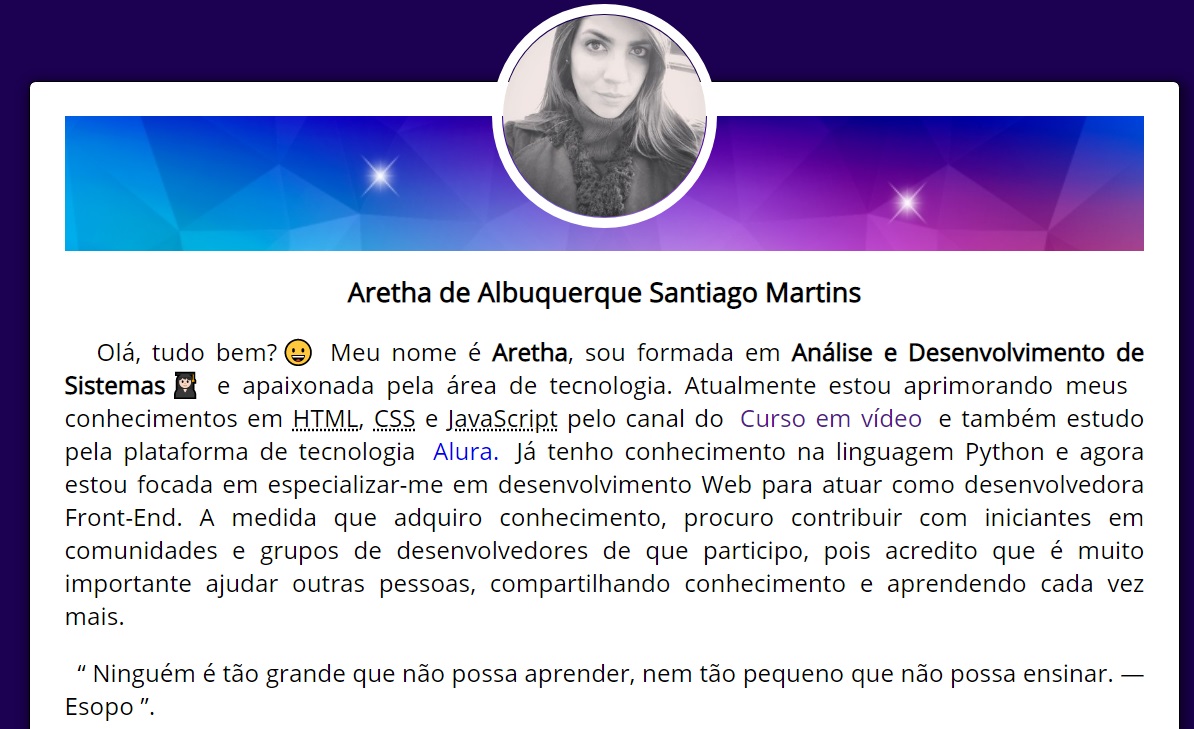 Aretha de Albuquerque Santiago Martins
Olá, tudo bem? 😀 Meu nome é Aretha, sou formada em Análise e Desenvolvimento de
Sistemas 👩🏻‍🎓 e apaixonada pela área de tecnologia. Atualmente estou aprimorando meus
conhecimentos em HTML, CSS e JavaScript pelo canal do Curso em vídeo e também estudo
pela plataforma de tecnologia Alura. Já tenho conhecimento na linguagem Python e agora
estou focada em especializar-me em desenvolvimento Web para atuar como desenvolvedora
Front-End. A medida que adquiro conhecimento, procuro contribuir com iniciantes em
comunidades e grupos de desenvolvedores de que participo, pois acredito que é muito
importante ajudar outras pessoas, compartilhando conhecimento e aprendendo cada vez
mais.
“ Ninguém é tão grande que não possa aprender, nem tão pequeno que não possa ensinar. —
Esopo ”.